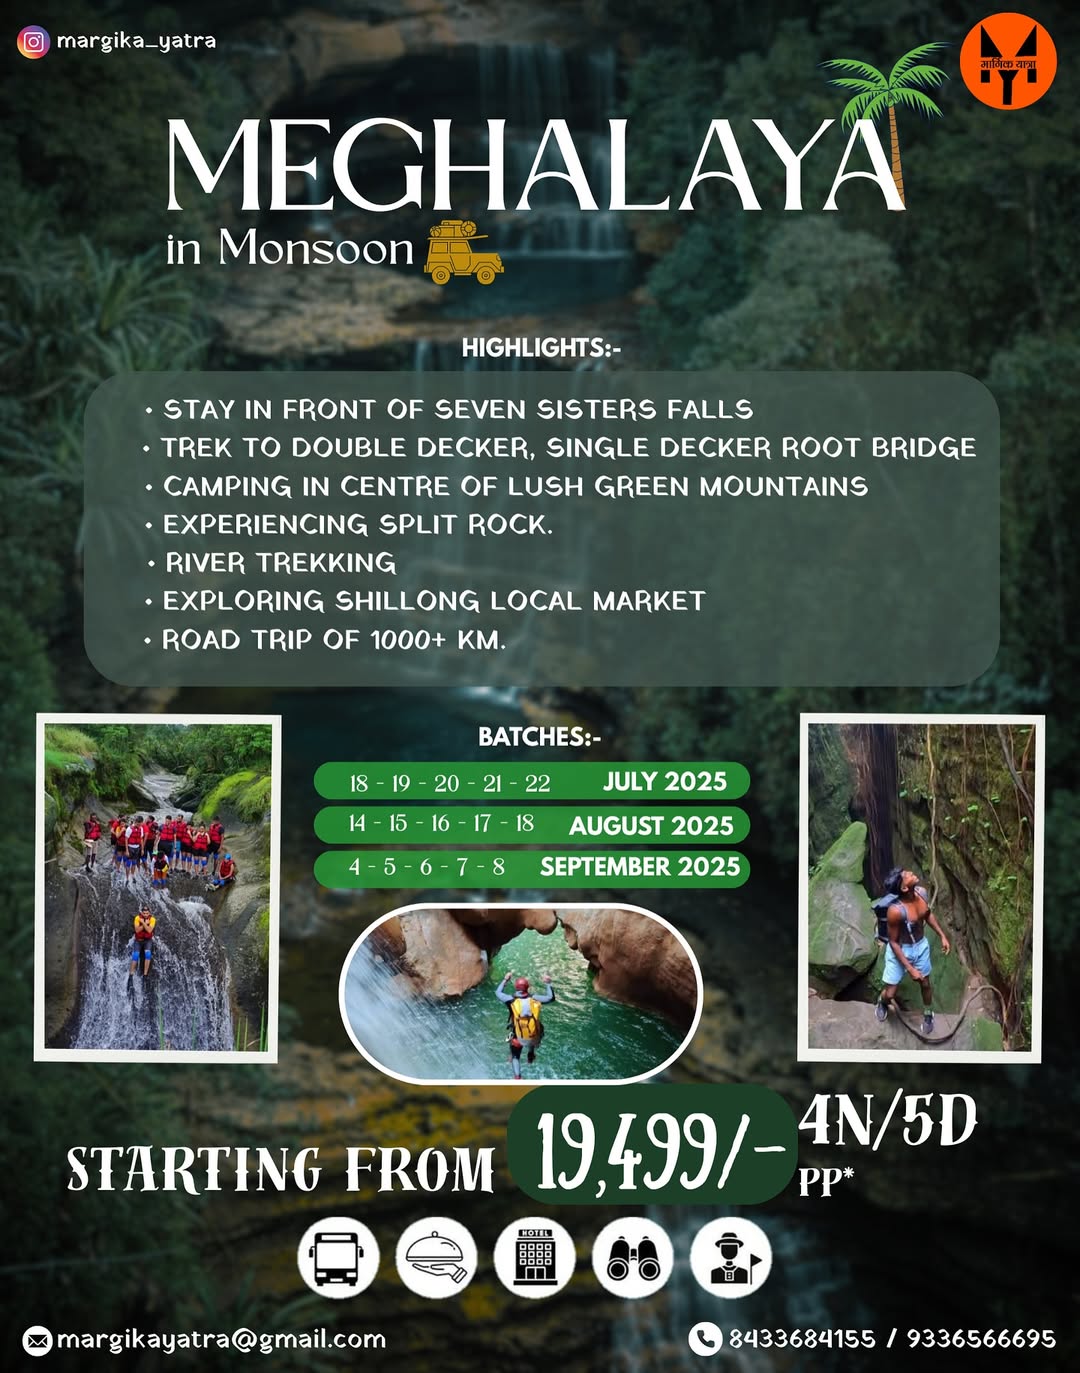 margika_yatra
मार्गिक यात्रा
MEGHALAYA
in Monsoon
HIGHLIGHTS:-
• STAY IN FRONT OF SEVEN SISTERS FALLS
• TREK TO DOUBLE DECKER, SINGLE DECKER ROOT BRIDGE
• CAMPING IN CENTRE OF LUSH GREEN MOUNTAINS
• EXPERIENCING SPLIT ROCK.
• RIVER TREKKING
• EXPLORING SHILLONG LOCAL MARKET
• ROAD TRIP OF 1000+ KM.
BATCHES:-
18 - 19 - 20 - 21 - 22 JULY 2025
14 - 15 - 16 - 17 - 18 AUGUST 2025
4 - 5 - 6 - 7 - 8 SEPTEMBER 2025
STARTING FROM 19,499/- 4N/5D
PP*
HOTEL
margikayatra@gmail.com
8433684155 / 9336566695